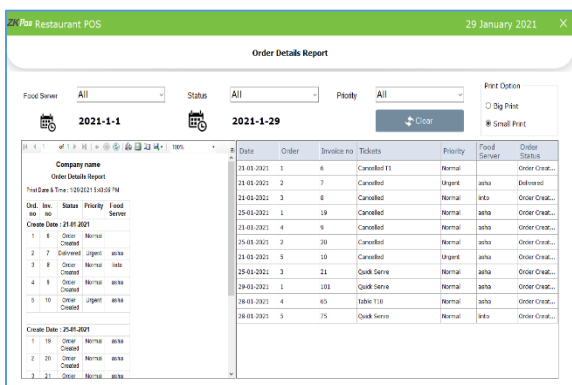 ZKPos Restaurant POS 29 January 2021 X
Order Details Report
Food Server All Status All Priority All
Print Option
Big Print
Small Print
2021-1-1 2021-1-29 Clear
1 of 1 100%
Company name
Order Details Report
Print Date & Time : 1/29/2021 5:43:09 PM
Ord. no Inv. no Status Priority Food Server
Create Date : 21-01-2021
1 6 Order Created Normal
2 7 Delivered Urgent asha
3 8 Order Created Normal linto
4 9 Order Created Normal asha
5 10 Order Created Urgent asha
Create Date : 25-01-2021
1 19 Order Created Normal asha
2 20 Order Created Normal asha
3 21 Order Normal asha
Date Order Invoice no Tickets Priority Food Server Order Status
21-01-2021 1 6 Cancelled T1 Normal Order Creat...
21-01-2021 2 7 Cancelled Urgent asha Delivered
21-01-2021 3 8 Cancelled Normal linto Order Creat...
25-01-2021 1 19 Cancelled Normal asha Order Creat...
21-01-2021 4 9 Cancelled Normal asha Order Creat...
25-01-2021 2 20 Cancelled Normal asha Order Creat...
21-01-2021 5 10 Cancelled Urgent asha Order Creat...
25-01-2021 3 21 Quick Serve Normal asha Order Creat...
29-01-2021 1 101 Quick Serve Normal asha Order Creat...
28-01-2021 4 65 Table T10 Normal asha Order Creat...
28-01-2021 5 75 Quick Serve Normal linto Order Creat...